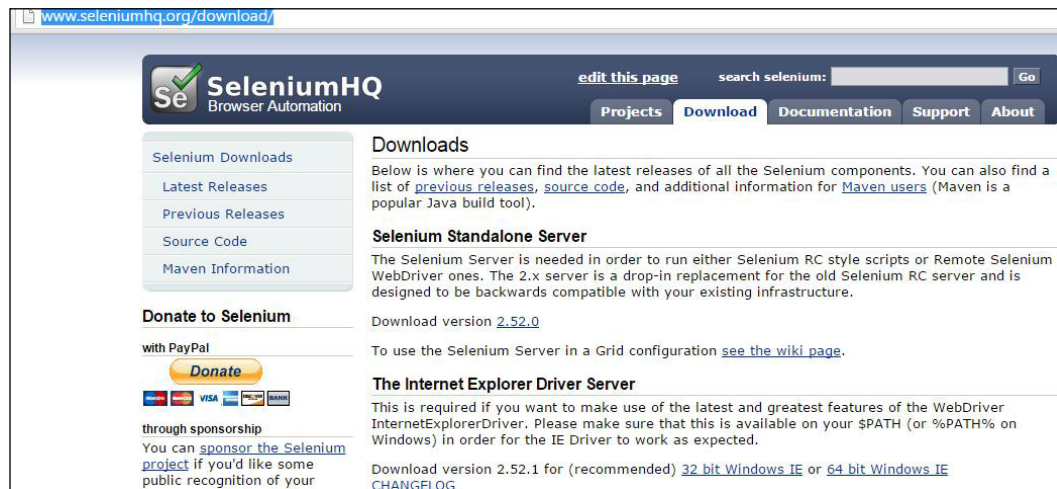 www.seleniumhq.org/download/
Se
SeleniumHQ
Browser Automation
edit this page
search selenium:
Go
Projects
Download
Documentation
Support
About
Selenium Downloads
Latest Releases
Previous Releases
Source Code
Maven Information
Donate to Selenium
with PayPal
Donate
VISA
BANK
through sponsorship
You can sponsor the Selenium
project if you'd like some
public recognition of your
Downloads
Below is where you can find the latest releases of all the Selenium components. You can also find a
list of previous releases, source code, and additional information for Maven users (Maven is a
popular Java build tool).
Selenium Standalone Server
The Selenium Server is needed in order to run either Selenium RC style scripts or Remote Selenium
WebDriver ones. The 2.x server is a drop-in replacement for the old Selenium RC server and is
designed to be backwards compatible with your existing infrastructure.
Download version 2.52.0
To use the Selenium Server in a Grid configuration see the wiki page.
The Internet Explorer Driver Server
This is required if you want to make use of the latest and greatest features of the WebDriver
InternetExplorerDriver. Please make sure that this is available on your $PATH (or %PATH% on
Windows) in order for the IE Driver to work as expected.
Download version 2.52.1 for (recommended) 32 bit Windows IE or 64 bit Windows IE
CHANGELOG